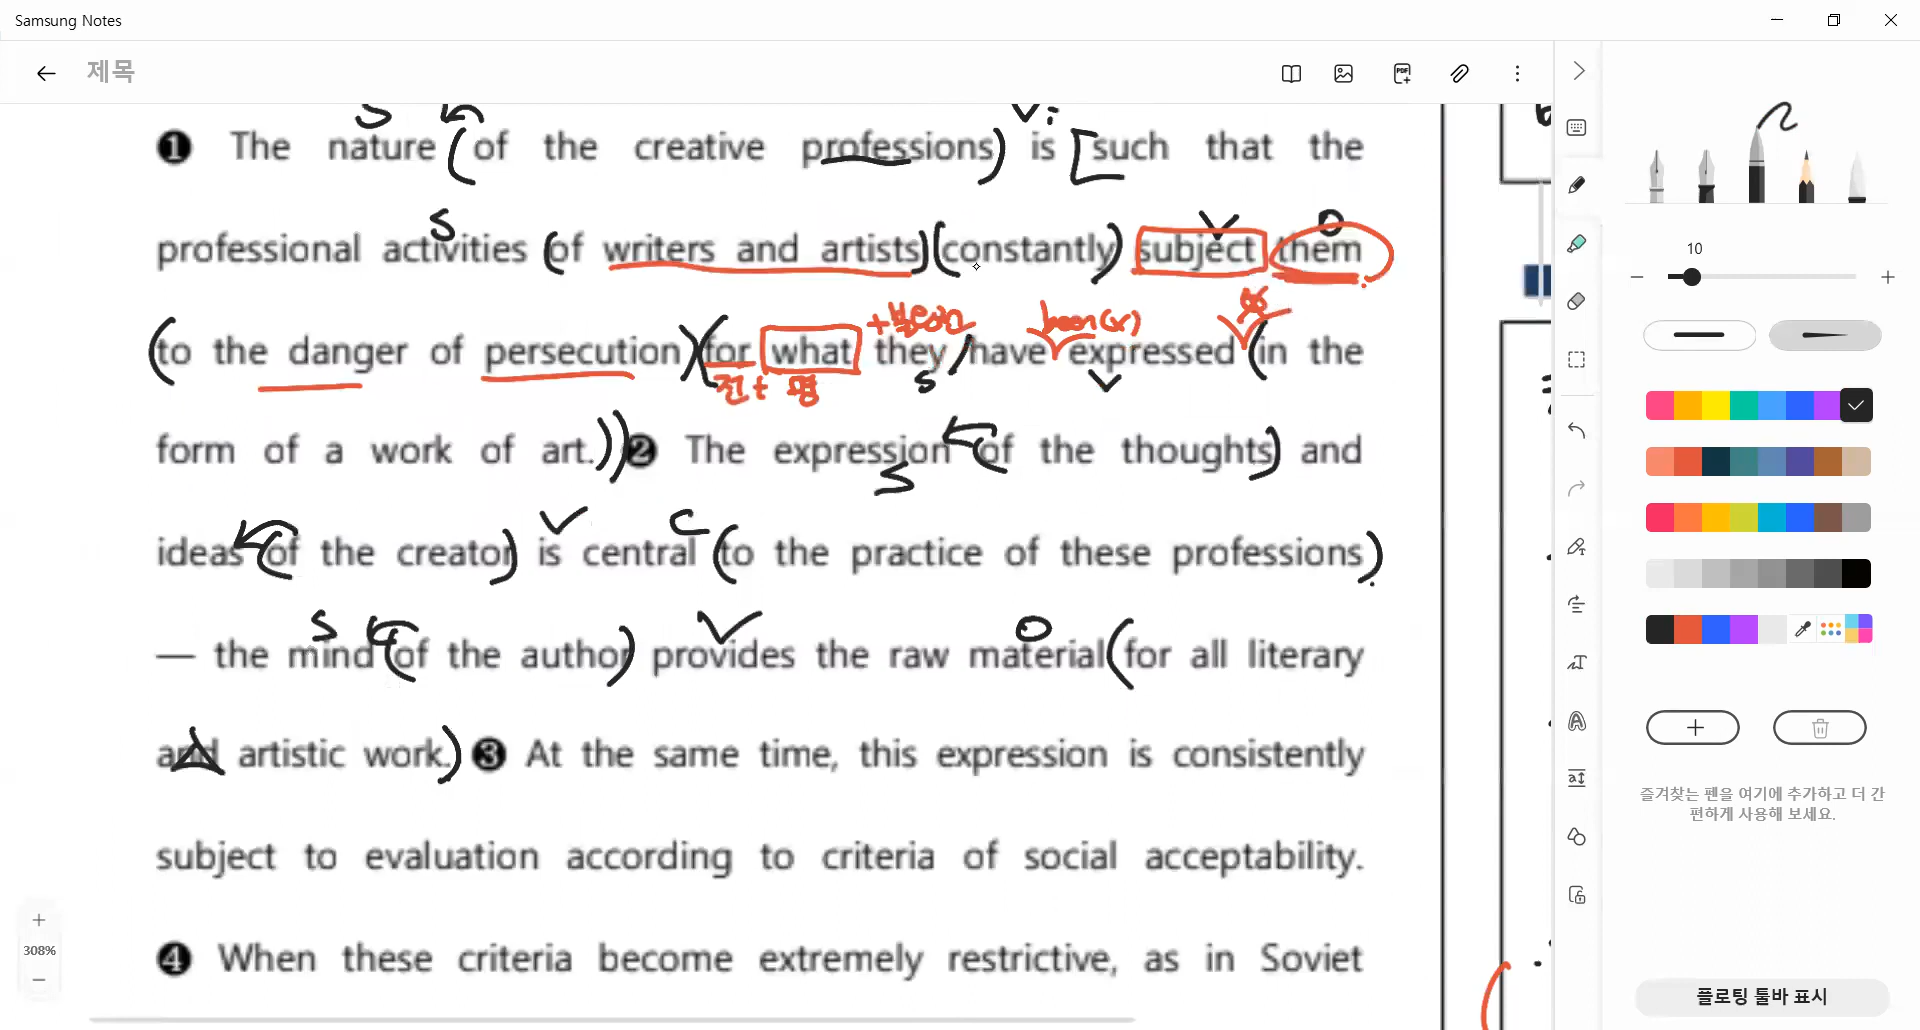 Samsung Notes
제목
S V:
❶ The nature (of the creative professions) is [such that the
S V O
professional activities (of writers and artists) (constantly) subject them
been(x)
(to the danger of persecution) (for what they / have expressed (in the
전 + 명 S V
form of a work of art.)) ❷ The expression (of the thoughts) and
S
V C
ideas (of the creator) is central (to the practice of these professions)
S V O
— the mind (of the author) provides the raw material (for all literary
and artistic work.) ❸ At the same time, this expression is consistently
subject to evaluation according to criteria of social acceptability.
❹ When these criteria become extremely restrictive, as in Soviet
308%
10
즐겨찾는 펜을 여기에 추가하고 더 간
편하게 사용해 보세요.
플로팅 툴바 표시